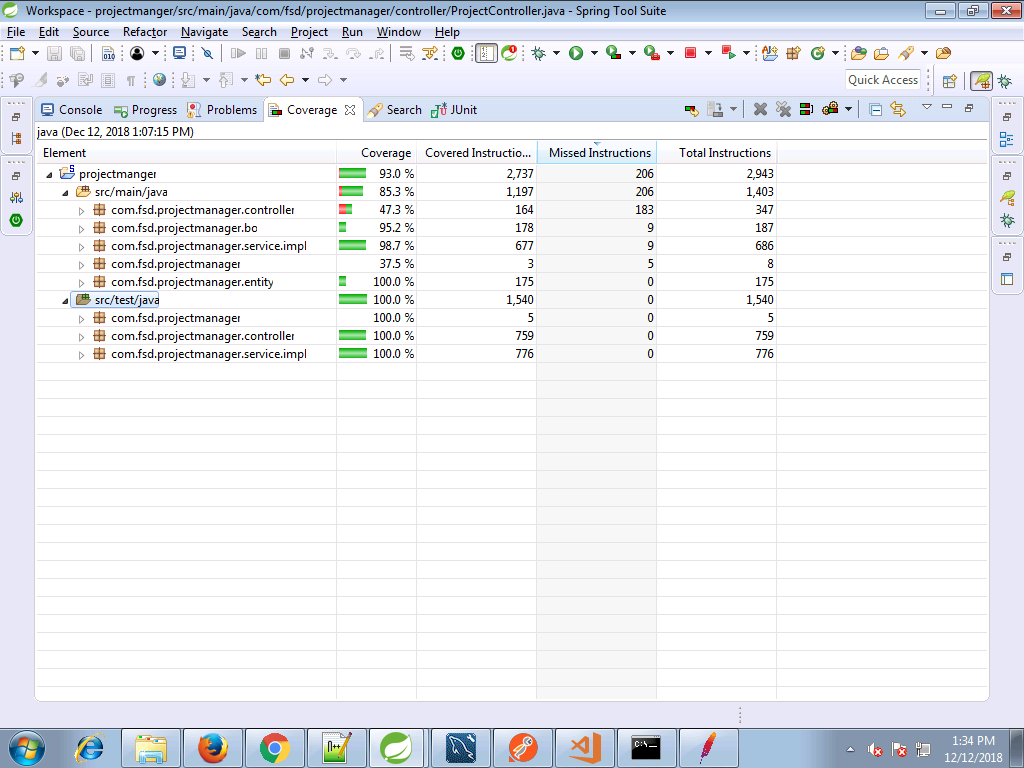 Workspace - projectmanger/src/main/java/com/fsd/projectmanager/controller/ProjectController.java - Spring Tool Suite
File Edit Source Refactor Navigate Search Project Run Window Help
Quick Access
Console Progress Problems Coverage Search JUnit
java (Dec 12, 2018 1:07:15 PM)
Element Coverage Covered Instructio... Missed Instructions Total Instructions
projectmanger 93.0 % 2,737 206 2,943
src/main/java 85.3 % 1,197 206 1,403
com.fsd.projectmanager.controller 47.3 % 164 183 347
com.fsd.projectmanager.bo 95.2 % 178 9 187
com.fsd.projectmanager.service.impl 98.7 % 677 9 686
com.fsd.projectmanager 37.5 % 3 5 8
com.fsd.projectmanager.entity 100.0 % 175 0 175
src/test/java 100.0 % 1,540 0 1,540
com.fsd.projectmanager 100.0 % 5 0 5
com.fsd.projectmanager.controller 100.0 % 759 0 759
com.fsd.projectmanager.service.impl 100.0 % 776 0 776
1:34 PM
12/12/2018